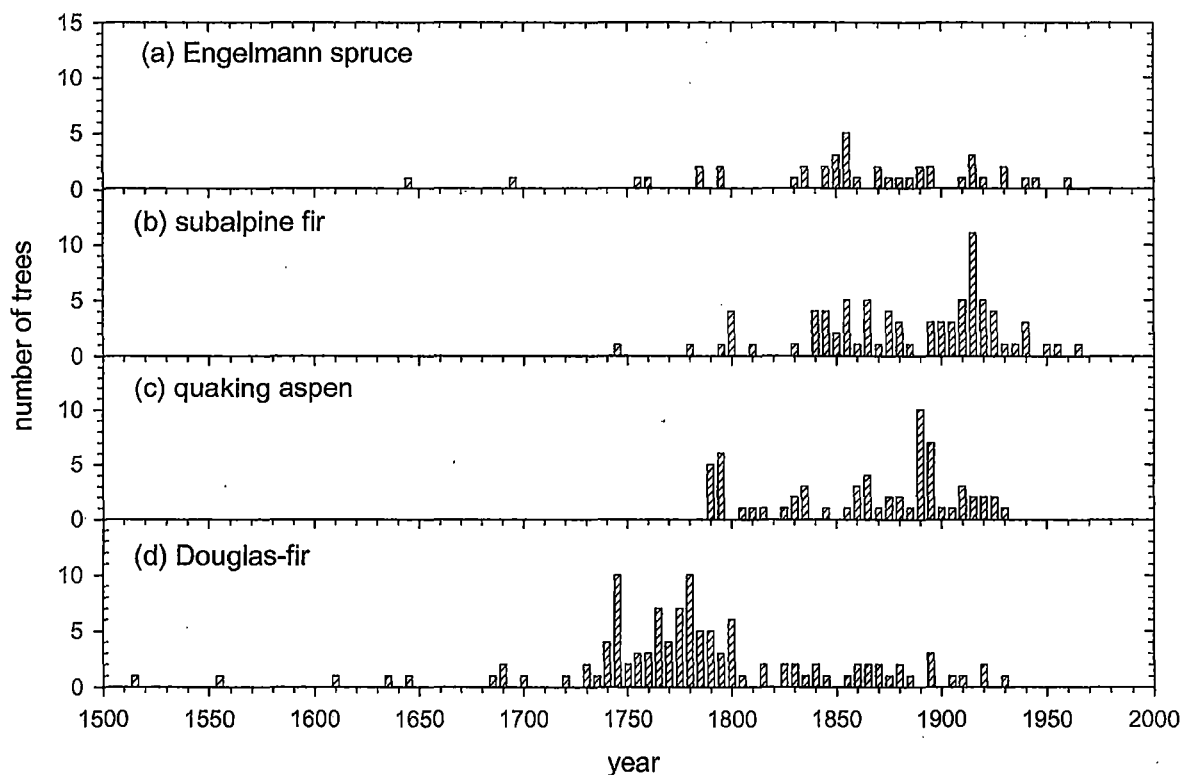 15
(a) Engelmann spruce
10
5
0
(b) subalpine fir
10
5
0
(c) quaking aspen
10
5
0
(d) Douglas-fir
10
5
0
number of trees
1500 1550 1600 1650 1700 1750 1800 1850 1900 1950 2000
year